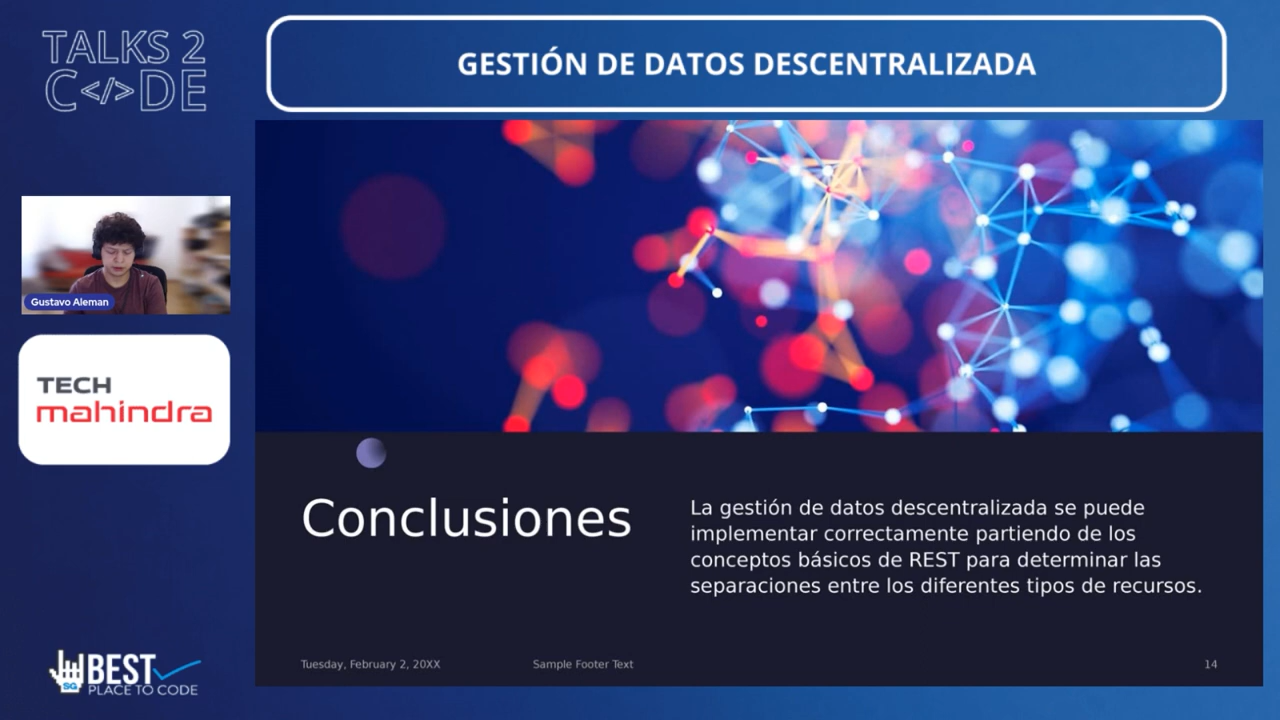 TALKS 2
C</>DE
GESTIÓN DE DATOS DESCENTRALIZADA
Gustavo Aleman
TECH
mahindra
Conclusiones
La gestión de datos descentralizada se puede
implementar correctamente partiendo de los
conceptos básicos de REST para determinar las
separaciones entre los diferentes tipos de recursos.
Tuesday, February 2, 20XX
Sample Footer Text
14
SG
BEST
PLACE TO CODE